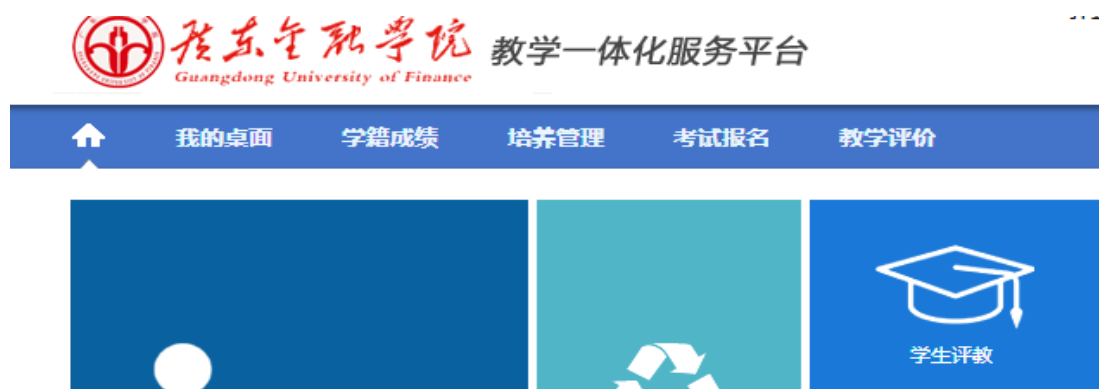 广东金融学院
Guangdong University of Finance
教学一体化服务平台
我的桌面 学籍成绩 培养管理 考试报名 教学评价
学生评教